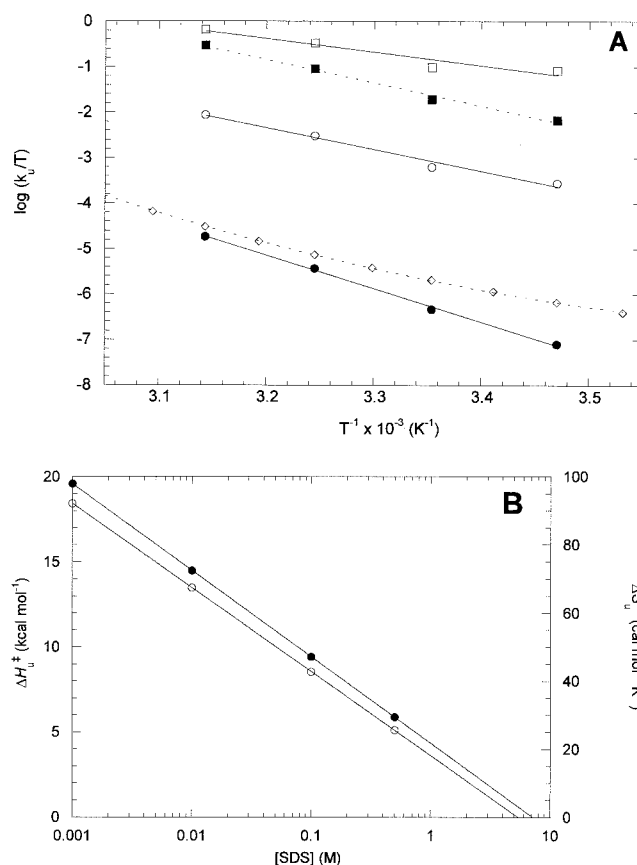 A
0
-1
-2
-3
-4
-5
-6
-7
-8
log (k_u/T)
3.1 3.2 3.3 3.4 3.5
T⁻¹ x 10⁻³ (K⁻¹)
B
20
15
10
5
0
ΔH_u‡ (kcal mol⁻¹)
100
80
60
40
20
0
0.001 0.01 0.1 1 10
[SDS] (M)